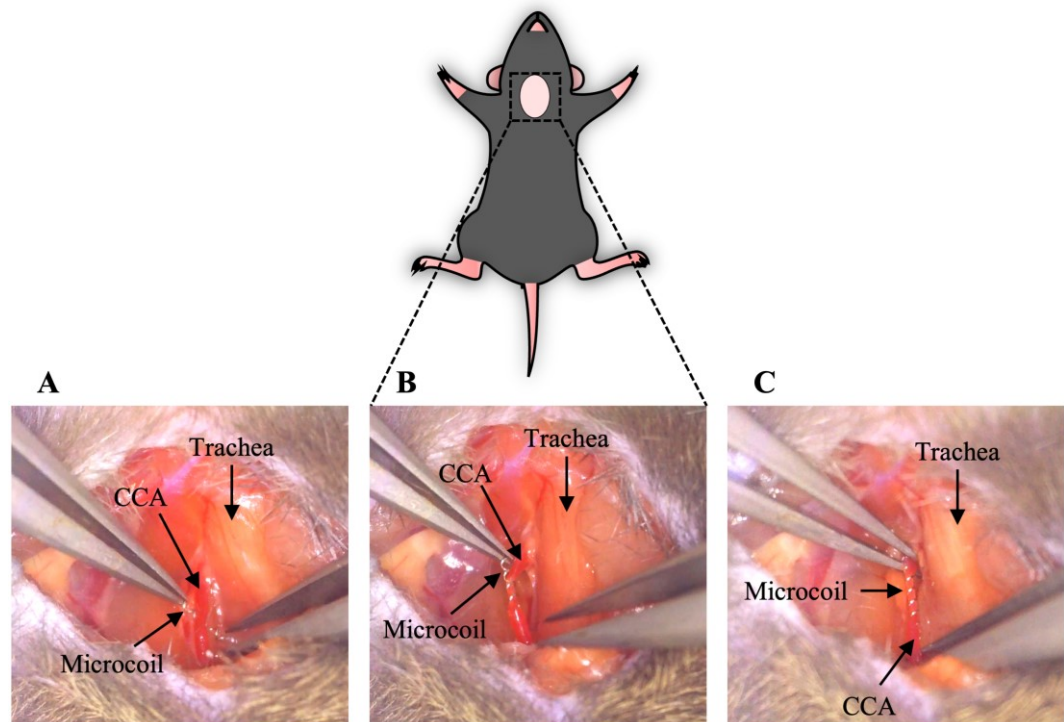 A
B
C
Trachea
CCA
Microcoil
Trachea
CCA
Microcoil
Trachea
Microcoil
CCA